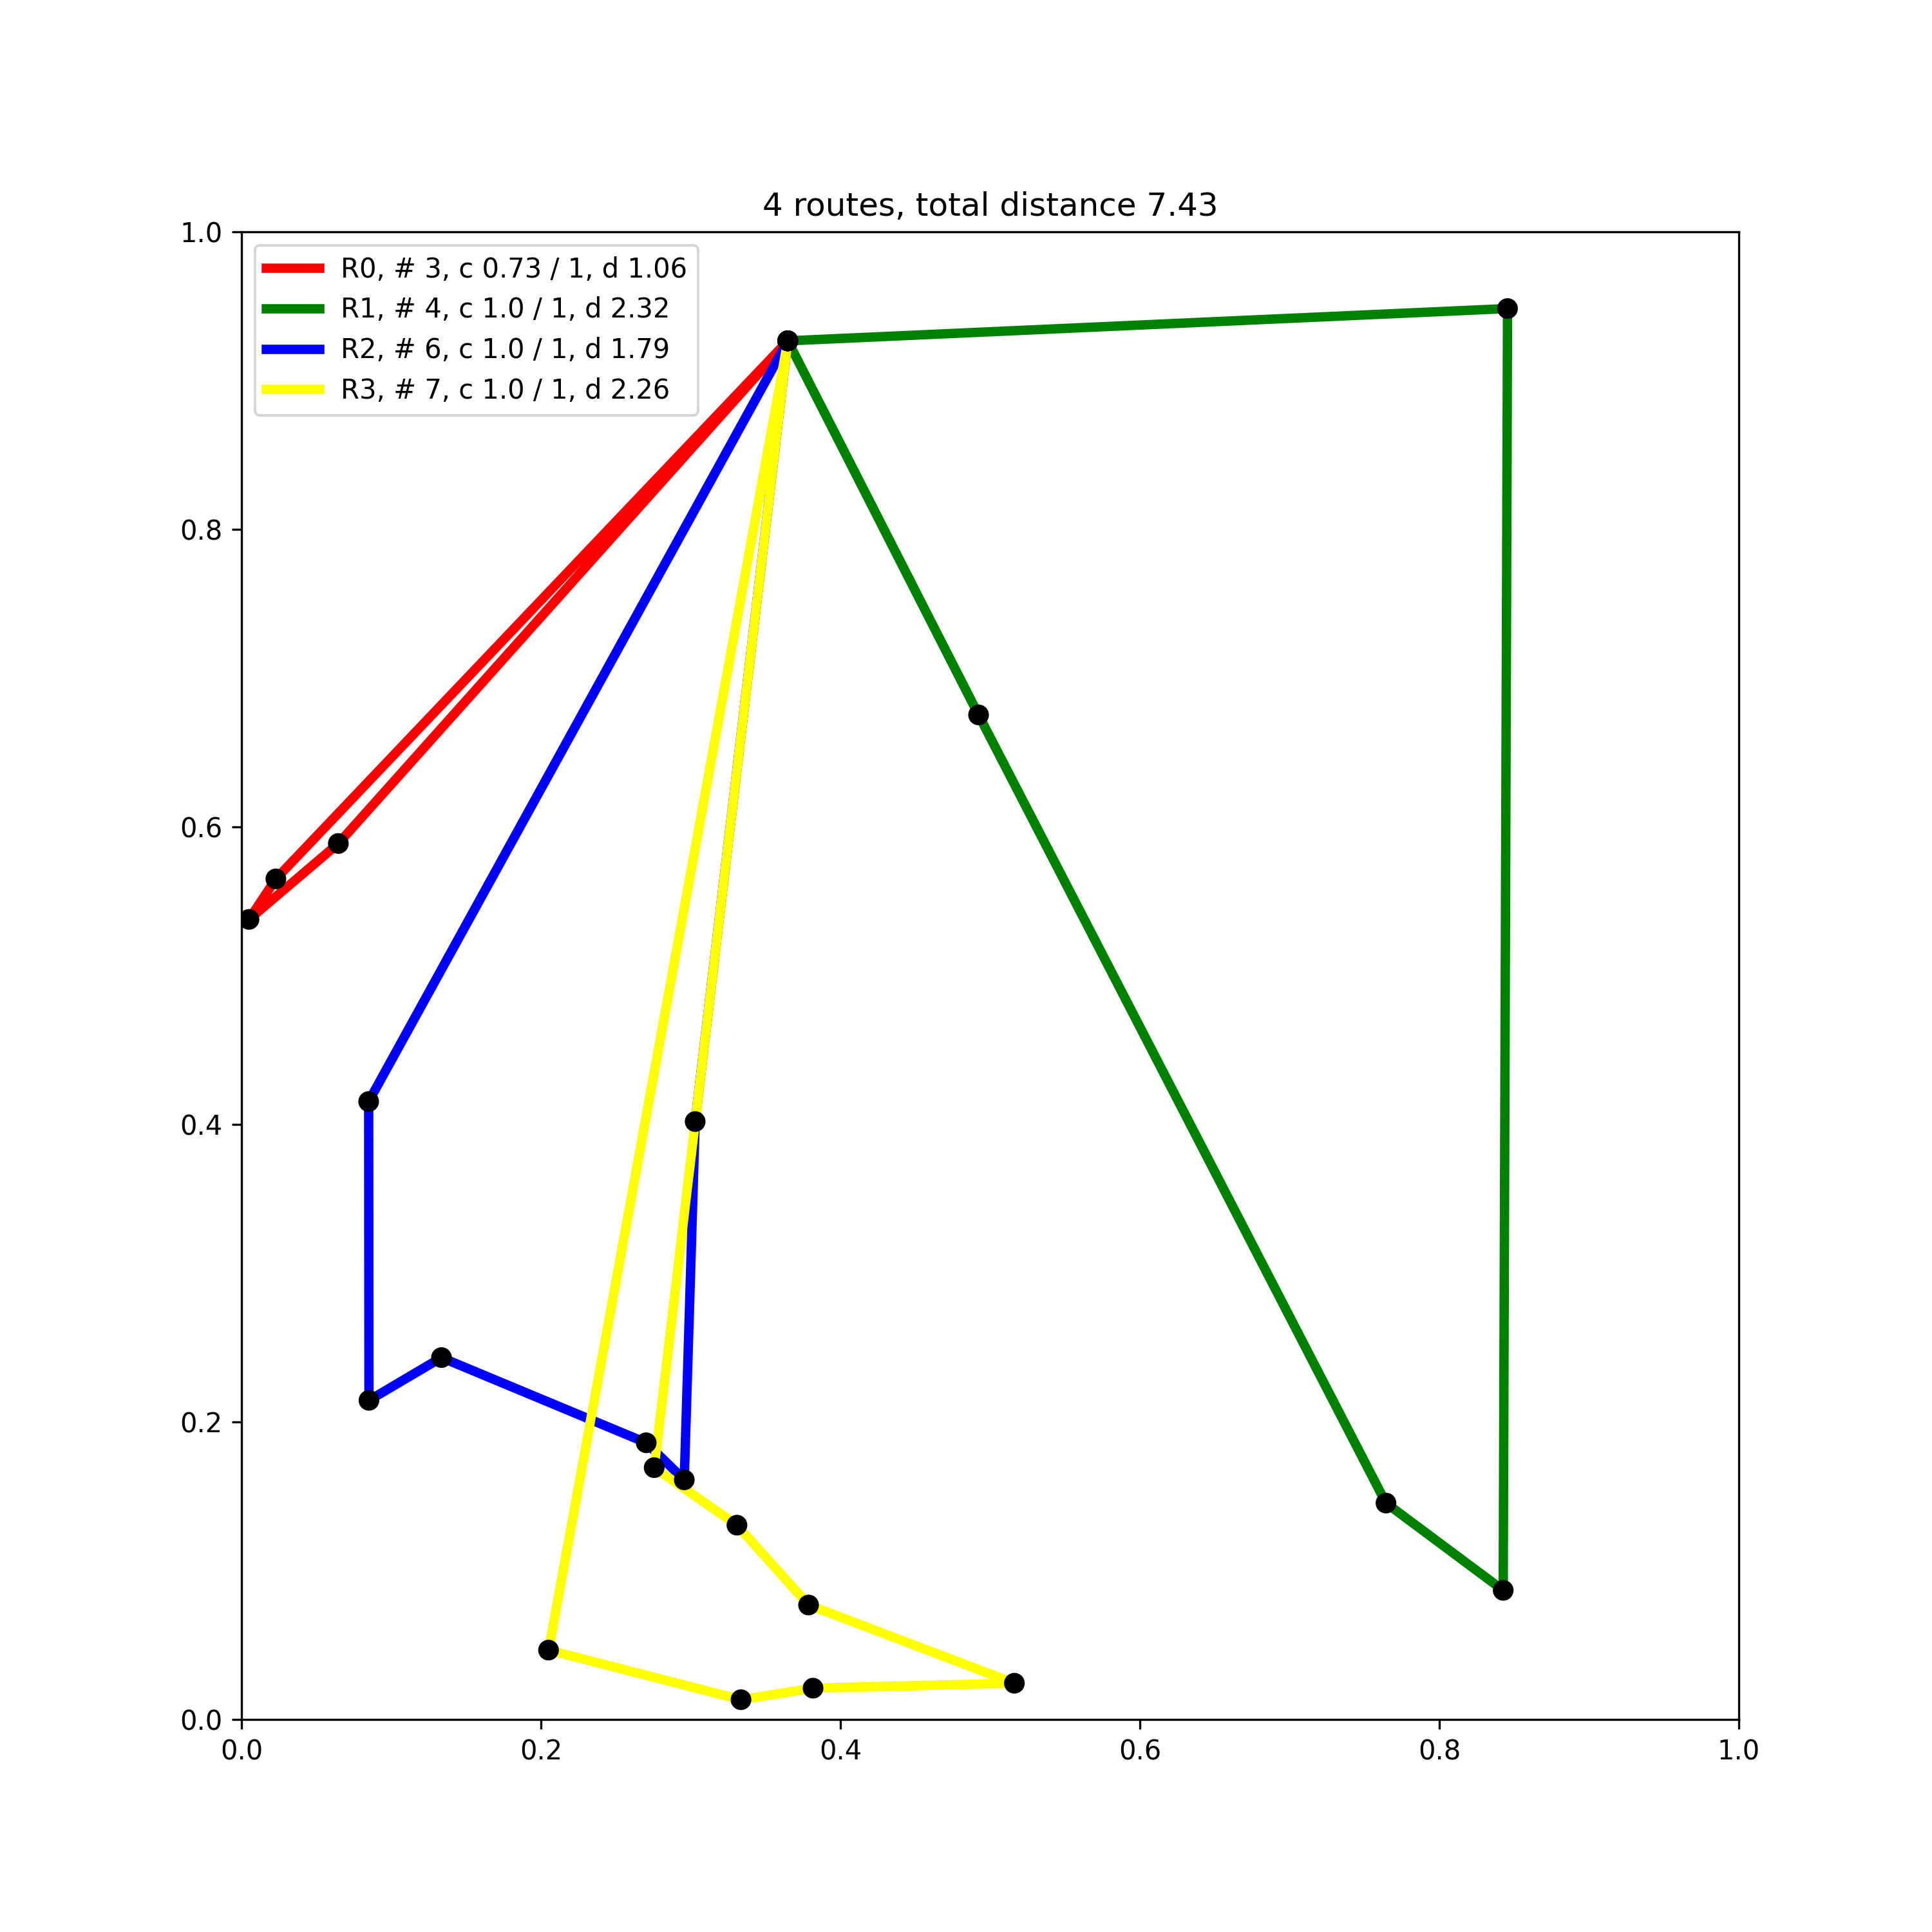 4 routes, total distance 7.43
R0, # 3, c 0.73 / 1, d 1.06
R1, # 4, c 1.0 / 1, d 2.32
R2, # 6, c 1.0 / 1, d 1.79
R3, # 7, c 1.0 / 1, d 2.26
1.0
0.8
0.6
0.4
0.2
0.0
0.0 0.2 0.4 0.6 0.8 1.0